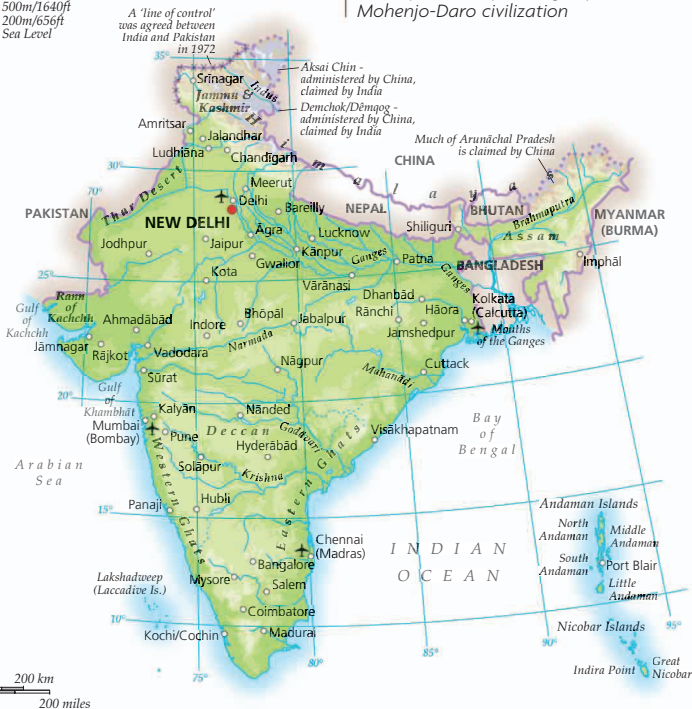 500m/1640ft
200m/656ft
Sea Level
Mohenjo-Daro civilization
A 'line of control'
was agreed between
India and Pakistan
in 1972
35°
Srinagar
Indus
Jammu &
Kashmir
Aksai Chin -
administered by China,
claimed by India
Demchok/Dêmqog -
administered by China,
claimed by India
Amritsar
Jalandhar
Ludhiāna
Chandīgarh
Himalaya
CHINA
Much of Arunāchal Pradesh
is claimed by China
30°
70°
Thar Desert
Meerut
Delhi
Bareilly
NEPAL
BHUTAN
Brahmaputra
MYANMAR
(BURMA)
PAKISTAN
NEW DELHI
Āgra
Lucknow
Shiliguri
Assam
Jodhpur
Jaipur
Gwalior
Kānpur
Ganges
Patna
Ganges
BANGLADESH
Imphāl
25°
Kota
Vārānasi
Rann
of
Kachchh
Gulf
of
Kachchh
Dhanbād
Kolkata
(Calcutta)
Ahmadābād
Indore
Bhōpāl
Jabalpur
Rānchi
Hāora
Jāmnagar
Rājkot
Vadodara
Narmada
Jamshedpur
Mouths
of the Ganges
Sūrat
Nāgpur
Mahanādi
Cuttack
Gulf
of
Khambhāt
20°
Kalyān
Nānded
Mumbai
(Bombay)
Pune
Deccan
Godāvari
Visākhapatnam
Bay
of
Bengal
Hyderābād
Arabian
Sea
Solāpur
Krishna
Western Ghats
Eastern Ghats
Panaji
Hubli
15°
Andaman Islands
North
Andaman
Middle
Andaman
Chennai
(Madras)
INDIAN
OCEAN
South
Andaman
Port Blair
Bangalore
Lakshadweep
(Laccadive Is.)
Mysore
Salem
Little
Andaman
Coimbatore
10°
Kochi/Cochin
Madurai
Nicobar Islands
95°
90°
85°
80°
75°
Indira Point
Great
Nicobar
200 km
200 miles